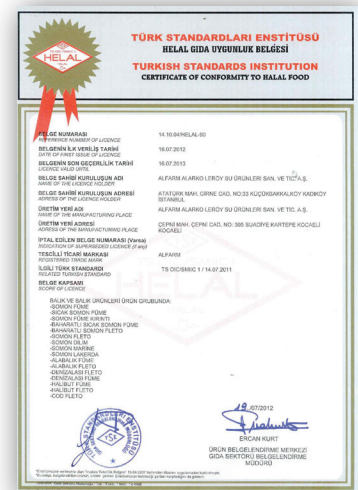 TÜRK STANDARDLARI ENSTİTÜSÜ
HELAL GIDA UYGUNLUK BELGESİ
TURKISH STANDARDS INSTITUTION
CERTIFICATE OF CONFORMITY TO HALAL FOOD
HELAL
BELGE NUMARASI 14.10.04/HELAL-60
REFERENCE NUMBER OF LICENCE
BELGENİN İLK VERİLİŞ TARİHİ 16.07.2012
DATE OF FIRST ISSUE OF LICENCE
BELGENİN SON GEÇERLİLİK TARİHİ 16.07.2013
LICENCE VALID UNTIL
BELGE SAHİBİ KURULUŞUN ADI ALFARM ALARKO LERÖY SU ÜRÜNLERİ SAN. VE TİC. A.Ş.
NAME OF THE LICENCE HOLDER
BELGE SAHİBİ KURULUŞUN ADRESİ ATATÜRK MAH. GİRNE CAD. NO:33 KÜÇÜKBAKKALKÖY KADIKÖY
ADRESS OF THE LICENCE HOLDER İSTANBUL
ÜRETİM YERİ ADI ALFARM ALARKO LERÖY SU ÜRÜNLERİ SAN. VE TİC. A.Ş.
NAME OF THE MANUFACTURING PLACE
ÜRETİM YERİ ADRESİ ÇEPNİ MAH. ÇEPNİ CAD. NO: 395 SUADİYE KARTEPE KOCAELİ
ADRESS OF THE MANUFACTURING PLACE KOCAELİ
İPTAL EDİLEN BELGE NUMARASI (Varsa)
INDICATION OF SUPERSEDED LICENCE (if any)
TESCİLLİ TİCARİ MARKASI ALFARM
REGISTERED TRADE MARK
İLGİLİ TÜRK STANDARDI TS OIC/SMIIC 1 / 14.07.2011
RELATED TURKISH STANDARD
BELGE KAPSAMI
SCOPE OF LICENCE
BALIK VE BALIK ÜRÜNLERİ ÜRÜN GRUBUNDA:
-SOMON FÜME
-SICAK SOMON FÜME
-SOMON FÜME KIRINTI
-BAHARATLI SICAK SOMON FÜME
-BAHARATLI SOMON FLETO
-SOMON FLETO
-SOMON DİLİM
-SOMON MARİNE
-SOMON LAKERDA
-ALABALIK FÜME
-ALABALIK FLETO
-DENİZALASI FLETO
-DENİZALASI FÜME
-HALİBUT FÜME
-HALİBUT FLETO
-COD FLETO
19/07/2012
ERCAN KURT
ÜRÜN BELGELENDİRME MERKEZİ
GIDA SEKTÖRÜ BELGELENDİRME
MÜDÜRÜ